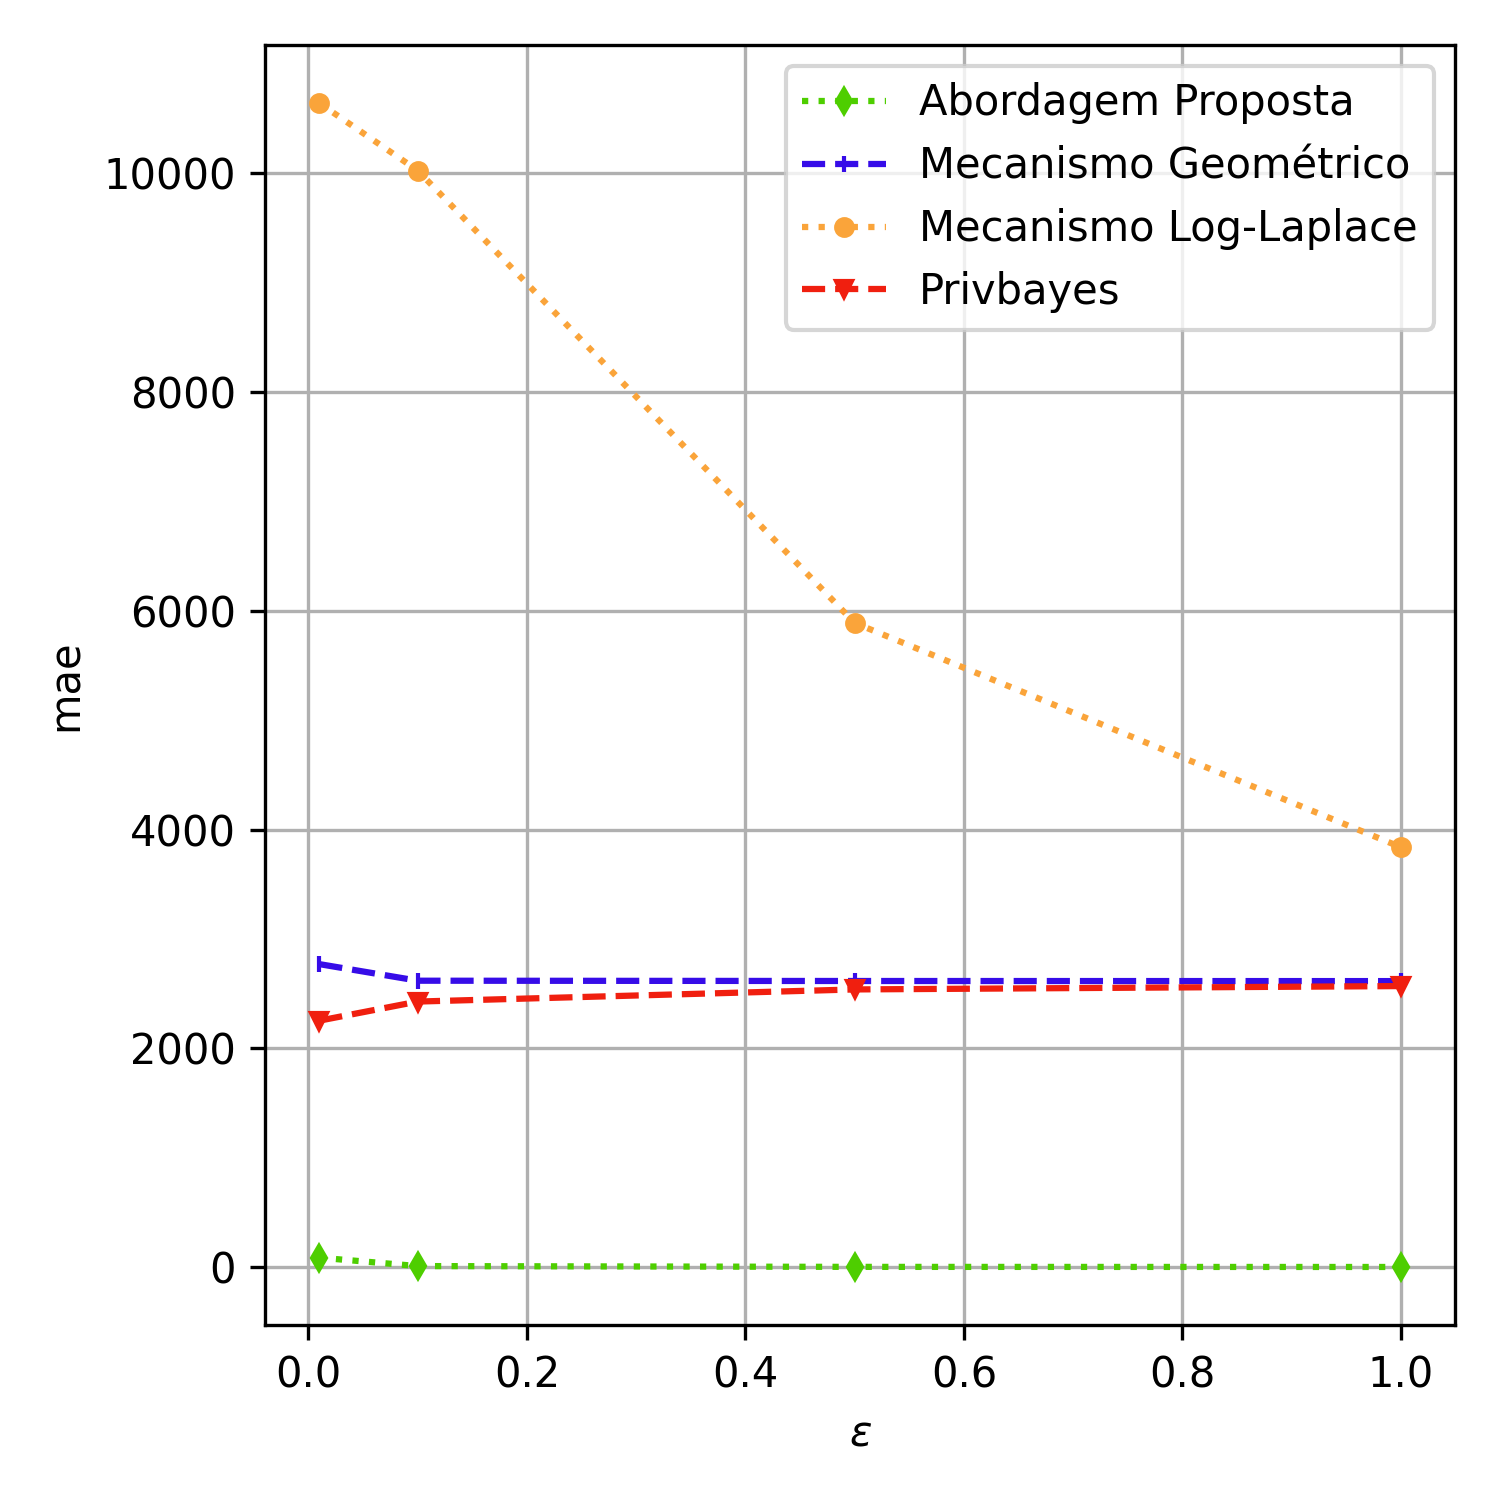 Abordagem Proposta
Mecanismo Geométrico
Mecanismo Log-Laplace
Privbayes
10000
8000
6000
4000
2000
0
mae
0.0 0.2 0.4 0.6 0.8 1.0
ε